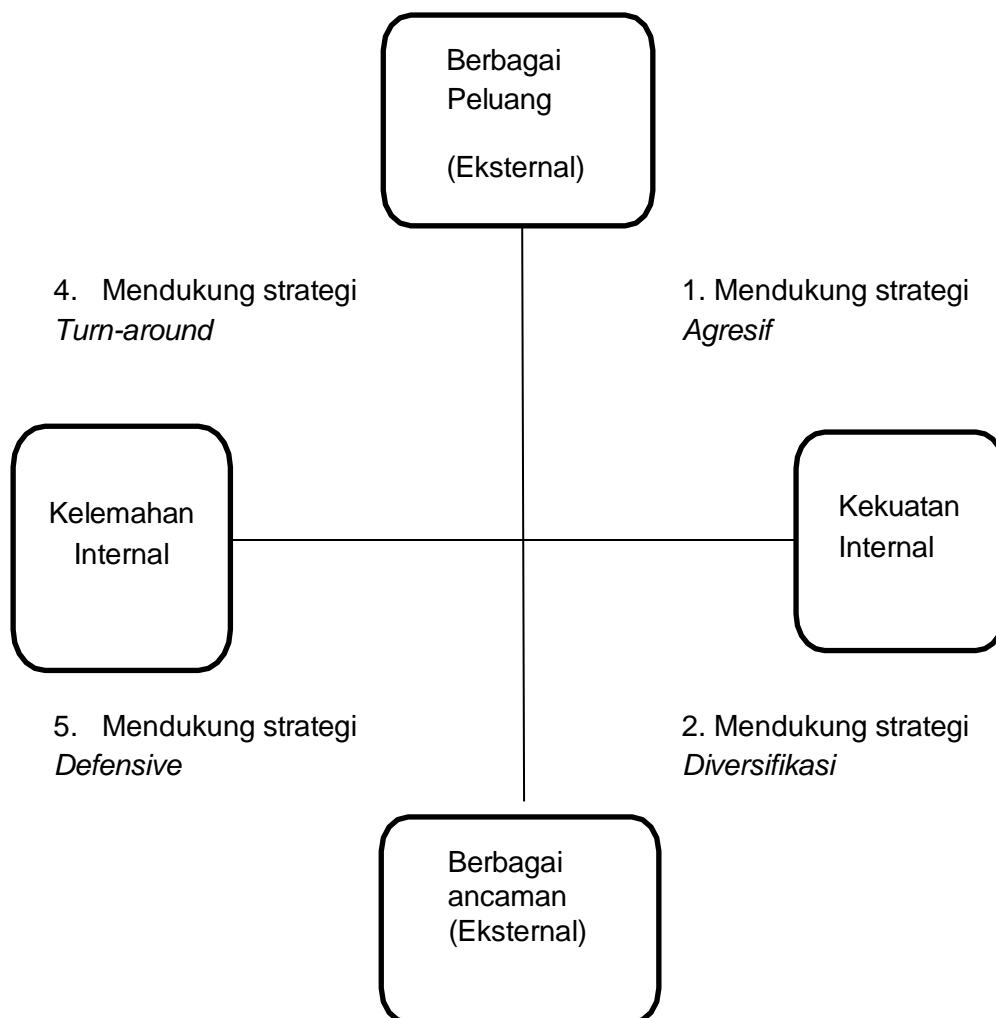 Berbagai
Peluang
(Eksternal)
4. Mendukung strategi
Turn-around
1. Mendukung strategi
Agresif
Kelemahan
Internal
Kekuatan
Internal
5. Mendukung strategi
Defensive
2. Mendukung strategi
Diversifikasi
Berbagai
ancaman
(Eksternal)